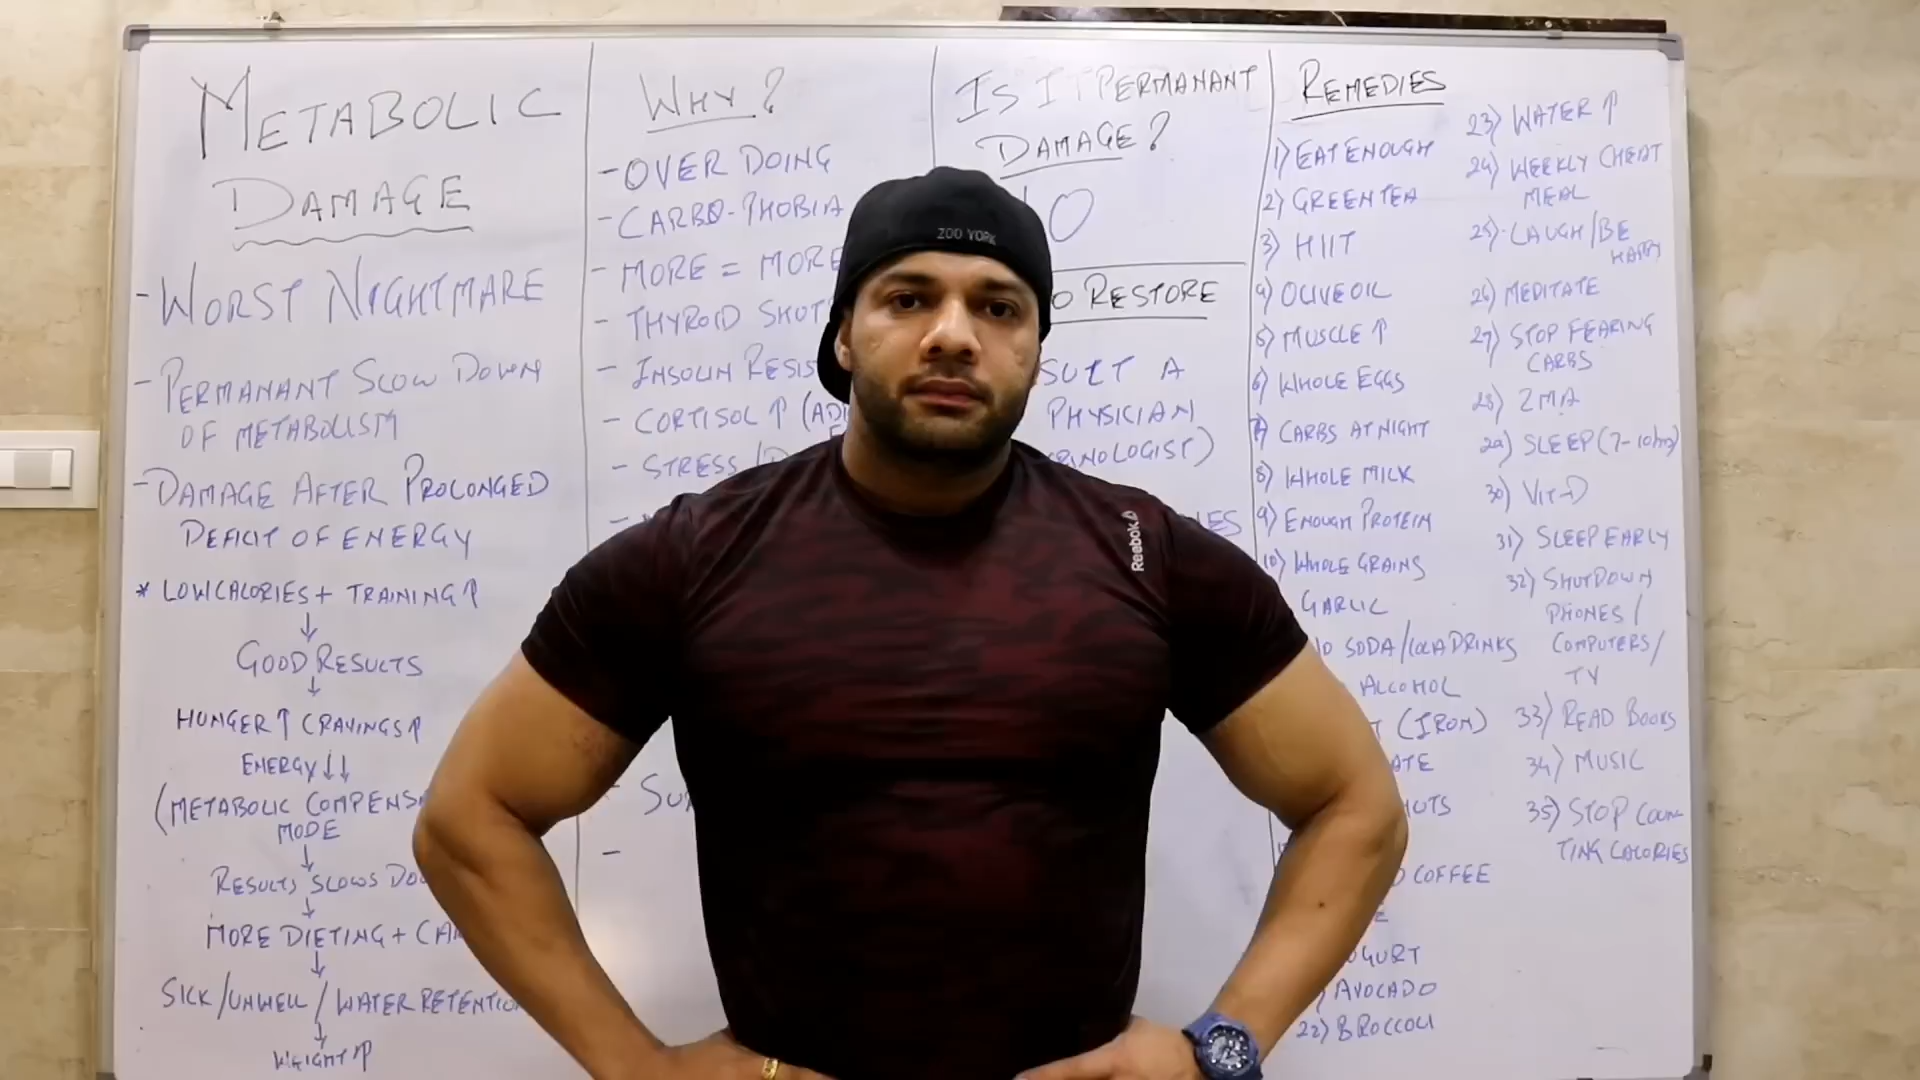 METABOLIC
DAMAGE
- WORST NIGHTMARE
- PERMANANT SLOW DOWN
OF METABOLISM
- DAMAGE AFTER PROLONGED
DEFICIT OF ENERGY
* LOW CALORIES + TRAINING ↑
↓
GOOD RESULTS
↓
HUNGER ↑ CRAVINGS ↑
ENERGY ↓↓
(METABOLIC COMPENS
MODE
↓
RESULTS SLOWS DO
↓
MORE DIETING + CA
↓
SICK/UNWELL/WATER RETENTIO
↓
WEIGHT ↑
WHY?
- OVER DOING
- CARBO-PHOBIA
- MORE = MORE
- THYROID SHUT
- INSULIN RESIS
- CORTISOL ↑ (AD
- STRESS
IS IT PERMANANT
DAMAGE?
O
O RESTORE
SULT A
PHYSICIAN
RINOLOGIST)
LES
REMEDIES
1) EAT ENOUGH
2) GREEN TEA
3) HIIT
4) OLIVE OIL
5) MUSCLE ↑
6) WHOLE EGGS
7) CARBS AT NIGHT
8) WHOLE MILK
9) ENOUGH PROTEIN
10) WHOLE GRAINS
GARLIC
O SODA/COLA DRINKS
ALCOHOL
T (IRON)
ATE
UTS
COFFEE
E
OGURT
AVOCADO
22) BROCCOLI
23) WATER ↑
24) WEEKLY CHEAT
MEAL
25) LAUGH/BE
HAPPY
26) MEDITATE
27) STOP FEARING
CARBS
28) ZMA
29) SLEEP (7-10hrs)
30) VIT-D
31) SLEEP EARLY
32) SHUTDOWN
PHONES/
COMPUTERS/
TV
33) READ BOOKS
34) MUSIC
35) STOP COUN-
TING CALORIES
ZOO YORK
Reebok